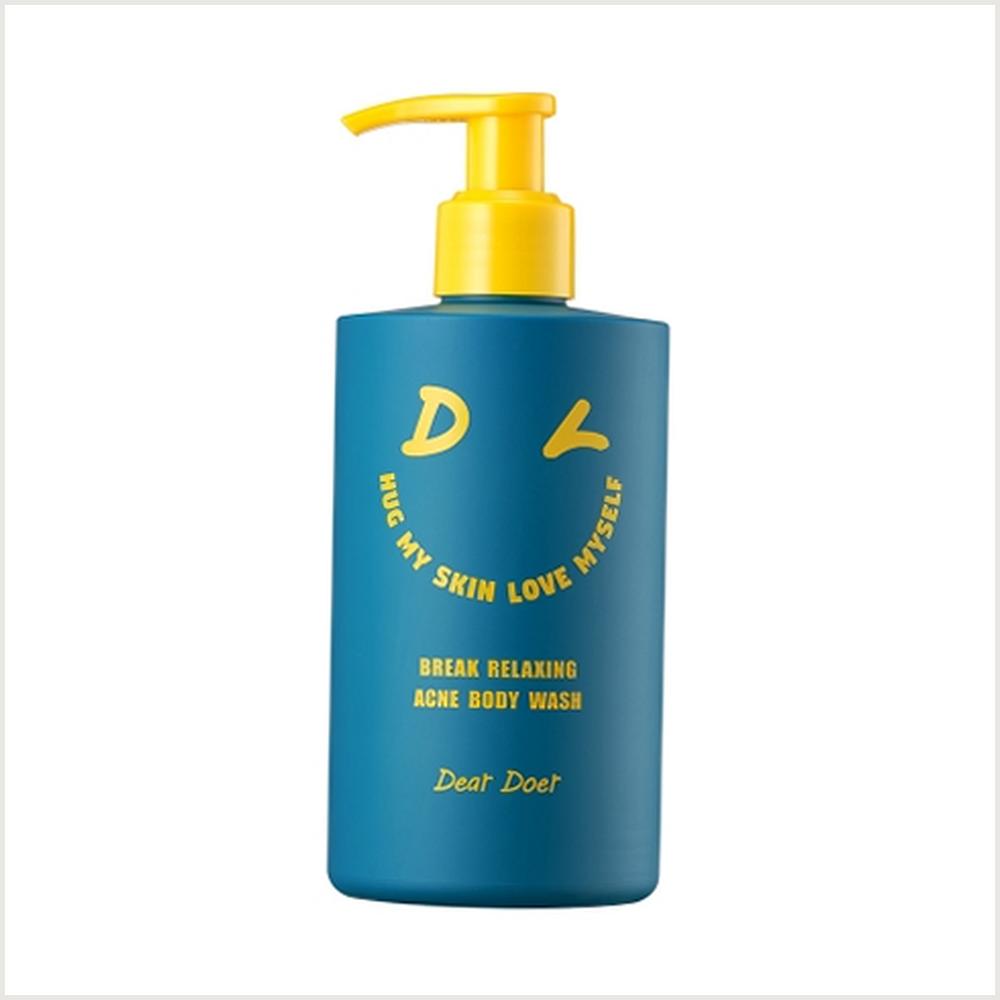 D L
HUG MY SKIN LOVE MYSELF
BREAK RELAXING
ACNE BODY WASH
Dear Doer